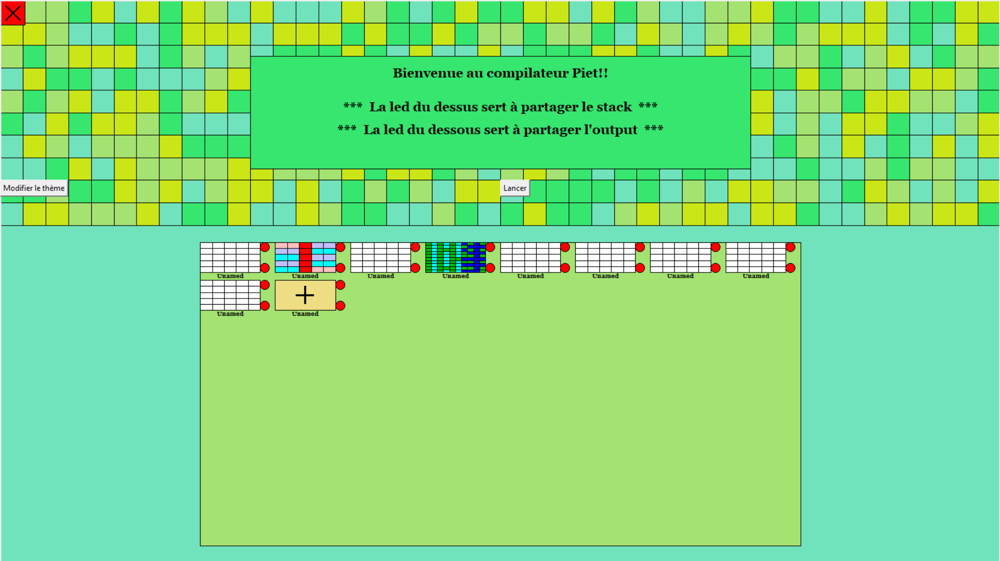 Bienvenue au compilateur Piet!!
*** La led du dessus sert à partager le stack ***
*** La led du dessous sert à partager l'output ***
Modifier le thème
Lancer
Unamed Unamed Unamed Unamed Unamed Unamed Unamed Unamed
Unamed Unamed